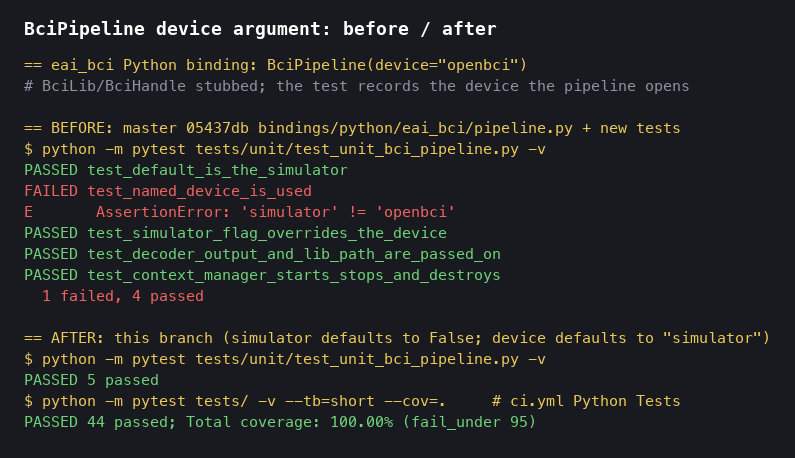 BciPipeline device argument: before / after
== eai_bci Python binding: BciPipeline(device="openbci")
# BciLib/BciHandle stubbed; the test records the device the pipeline opens
== BEFORE: master 05437db bindings/python/eai_bci/pipeline.py + new tests
$ python -m pytest tests/unit/test_unit_bci_pipeline.py -v
PASSED test_default_is_the_simulator
FAILED test_named_device_is_used
E       AssertionError: 'simulator' != 'openbci'
PASSED test_simulator_flag_overrides_the_device
PASSED test_decoder_output_and_lib_path_are_passed_on
PASSED test_context_manager_starts_stops_and_destroys
  1 failed, 4 passed
== AFTER: this branch (simulator defaults to False; device defaults to "simulator")
$ python -m pytest tests/unit/test_unit_bci_pipeline.py -v
PASSED 5 passed
$ python -m pytest tests/ -v --tb=short --cov=.     # ci.yml Python Tests
PASSED 44 passed; Total coverage: 100.00% (fail_under 95)